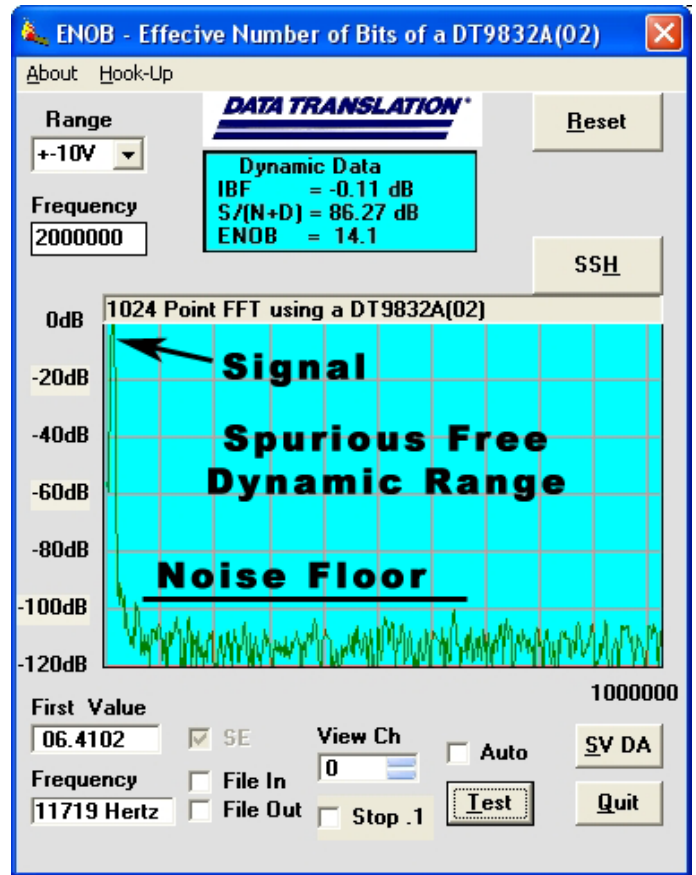 ENOB - Effecive Number of Bits of a DT9832A(02)
About Hook-Up
Range
+-10V
DATA TRANSLATION
Reset
Dynamic Data
IBF = -0.11 dB
S/(N+D) = 86.27 dB
ENOB = 14.1
Frequency
2000000
SSH
1024 Point FFT using a DT9832A(02)
0dB
-20dB
-40dB
-60dB
-80dB
-100dB
-120dB
Signal
Spurious Free
Dynamic Range
Noise Floor
1000000
First Value
06.4102
SE
View Ch
0
Auto
SV DA
Frequency
11719 Hertz
File In
File Out
Stop .1
Test
Quit